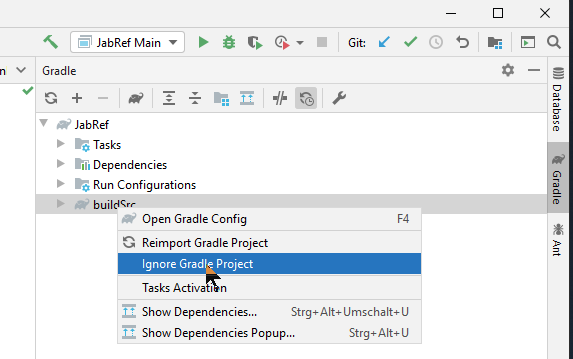 JabRef Main
Git:
n
Gradle
JabRef
Tasks
Dependencies
Run Configurations
buildSrc
Open Gradle Config F4
Reimport Gradle Project
Ignore Gradle Project
Tasks Activation
Show Dependencies... Strg+Alt+Umschalt+U
Show Dependencies Popup... Strg+Alt+U
Database
Gradle
Ant